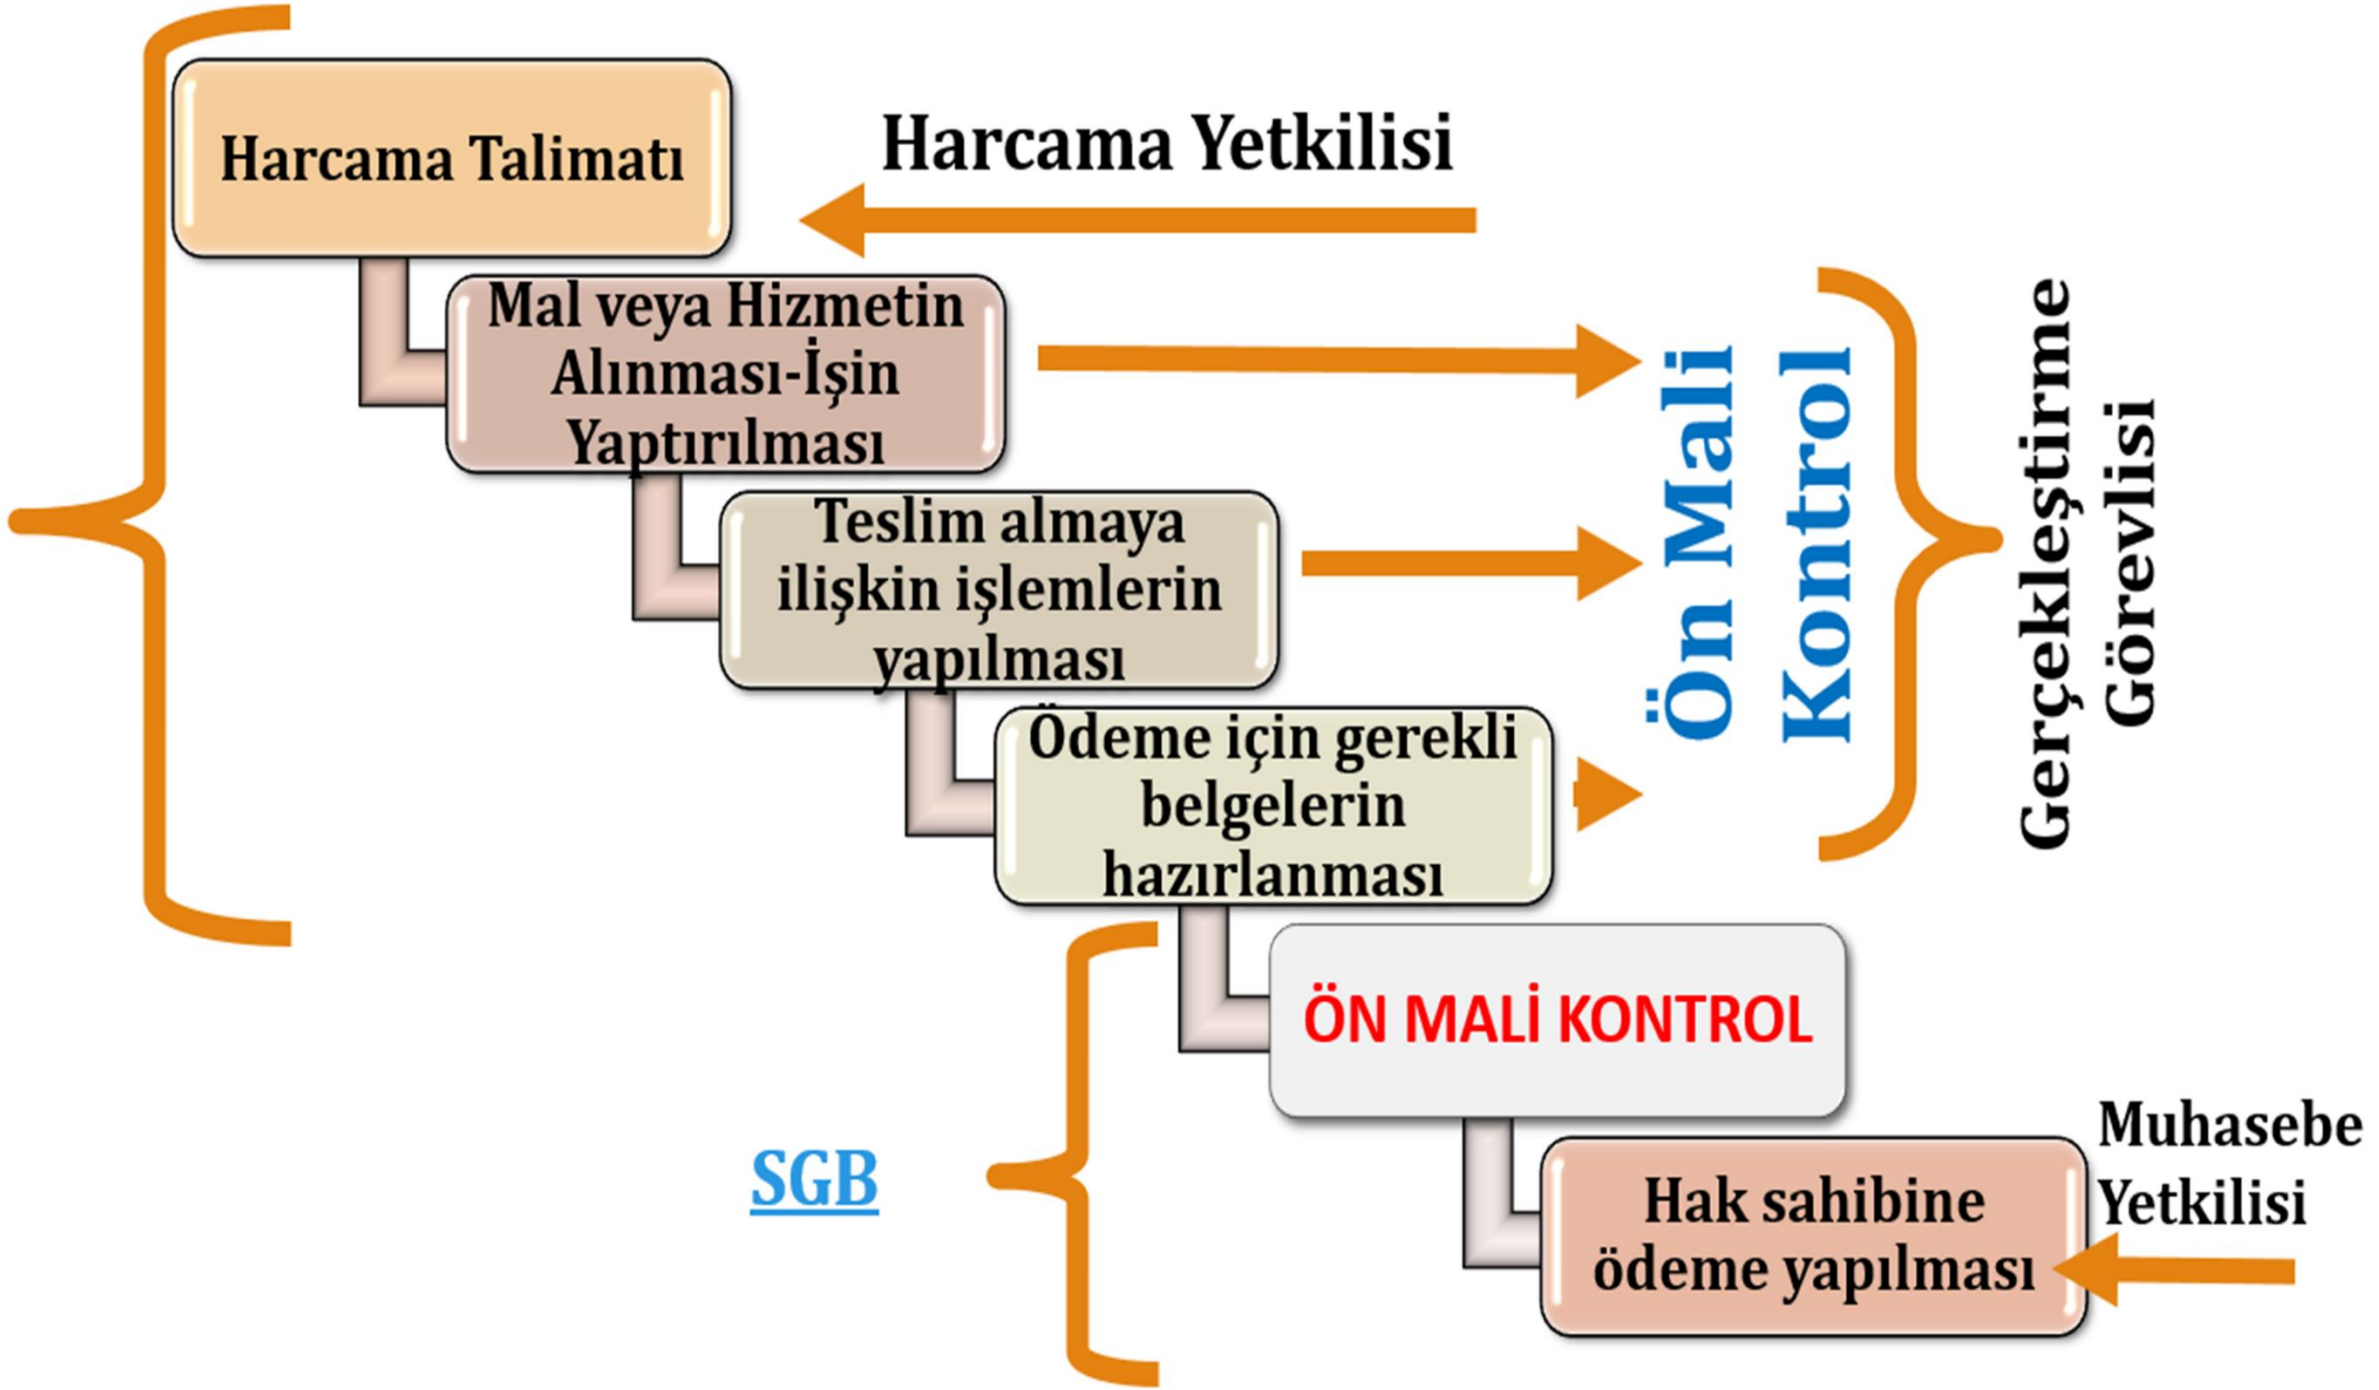 Harcama Talimatı
Harcama Yetkilisi
Mal veya Hizmetin
Alınması-İşin
Yaptırılması
Teslim almaya
ilişkin işlemlerin
yapılması
Ödeme için gerekli
belgelerin
hazırlanması
Ön Mali
Kontrol
Gerçekleştirme
Görevlisi
ÖN MALİ KONTROL
SGB
Hak sahibine
ödeme yapılması
Muhasebe
Yetkilisi